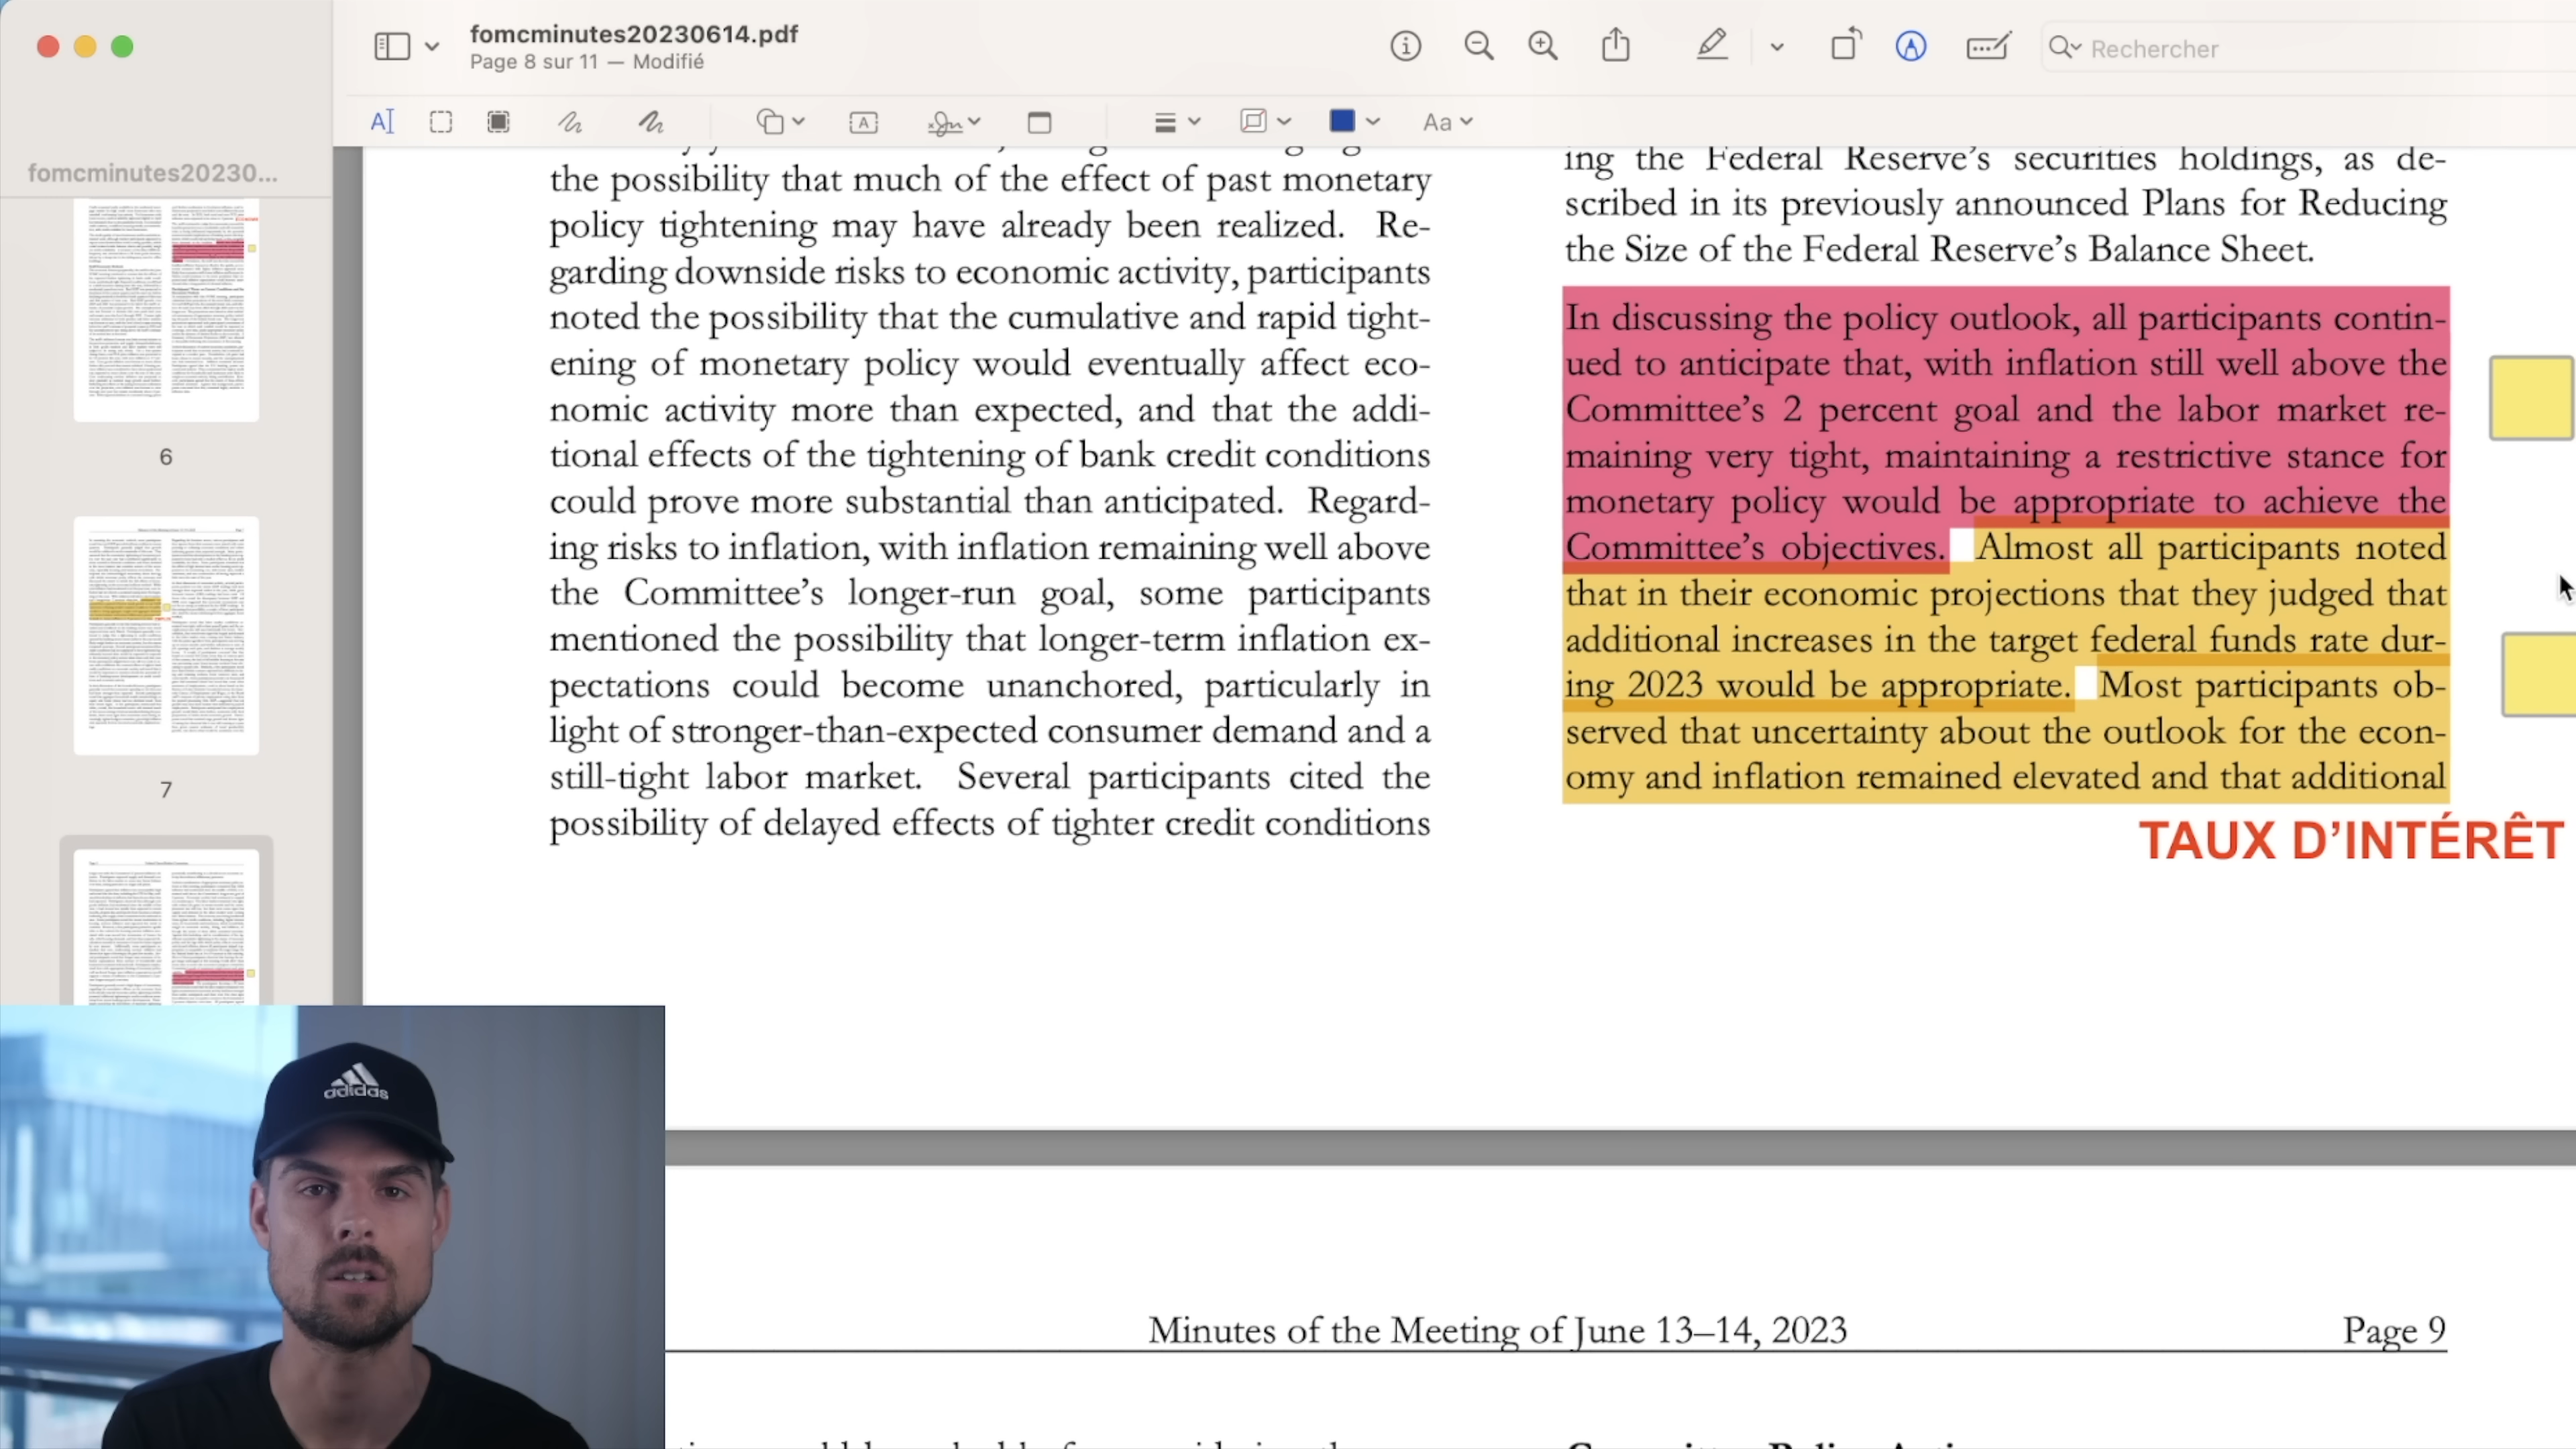 fomcminutes20230614.pdf
Page 8 sur 11 — Modifié
Rechercher
Aa
fomcminutes20230...
6
7
the possibility that much of the effect of past monetary
policy tightening may have already been realized. Re-
garding downside risks to economic activity, participants
noted the possibility that the cumulative and rapid tight-
ening of monetary policy would eventually affect eco-
nomic activity more than expected, and that the addi-
tional effects of the tightening of bank credit conditions
could prove more substantial than anticipated. Regard-
ing risks to inflation, with inflation remaining well above
the Committee's longer-run goal, some participants
mentioned the possibility that longer-term inflation ex-
pectations could become unanchored, particularly in
light of stronger-than-expected consumer demand and a
still-tight labor market. Several participants cited the
possibility of delayed effects of tighter credit conditions
ing the Federal Reserve's securities holdings, as de-
scribed in its previously announced Plans for Reducing
the Size of the Federal Reserve's Balance Sheet.
In discussing the policy outlook, all participants contin-
ued to anticipate that, with inflation still well above the
Committee's 2 percent goal and the labor market re-
maining very tight, maintaining a restrictive stance for
monetary policy would be appropriate to achieve the
Committee's objectives. Almost all participants noted
that in their economic projections that they judged that
additional increases in the target federal funds rate dur-
ing 2023 would be appropriate. Most participants ob-
served that uncertainty about the outlook for the econ-
omy and inflation remained elevated and that additional
TAUX D'INTÉRÊT
adidas
Minutes of the Meeting of June 13–14, 2023
Page 9